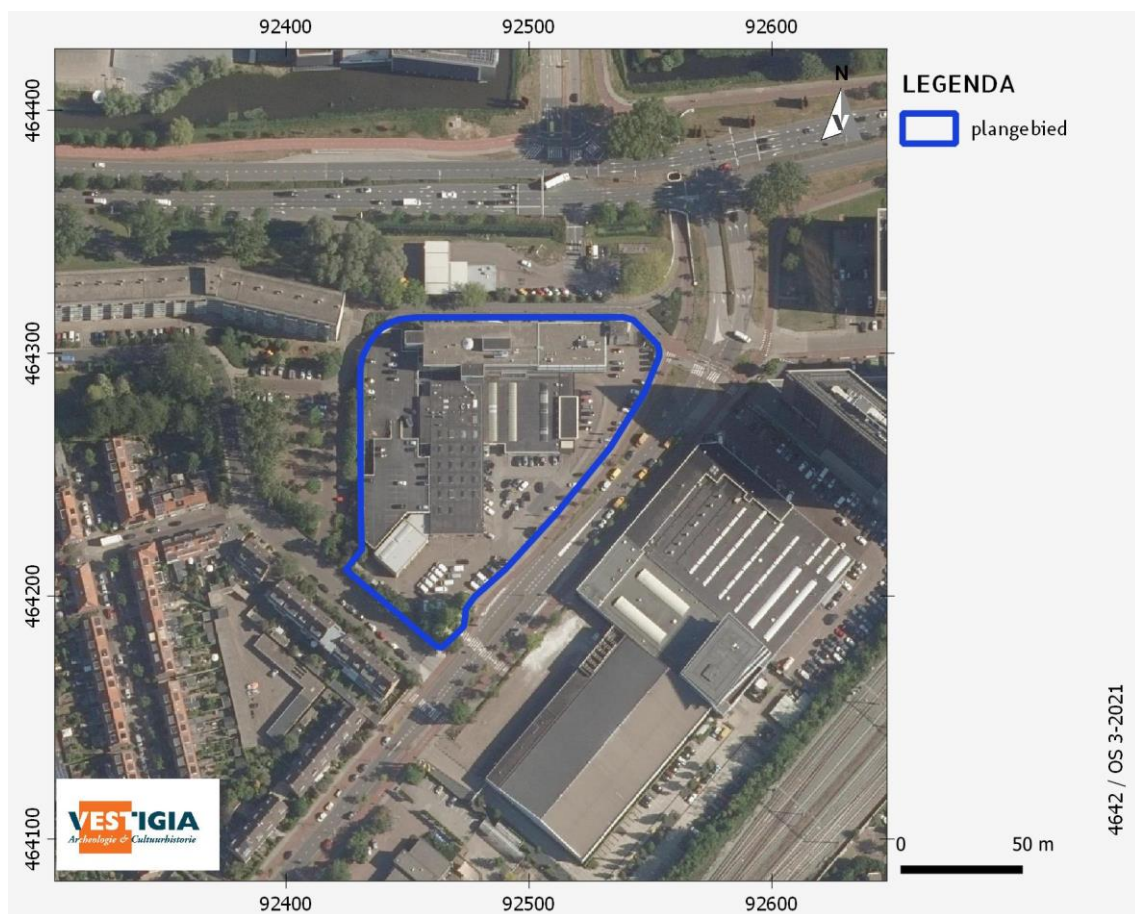 92400 92500 92600
N
464400
464300
464200
464100
LEGENDA
plangebied
VESTIGIA
Archeologie & Cultuurhistorie
0 50 m
4642 / OS 3-2021
92400 92500 92600